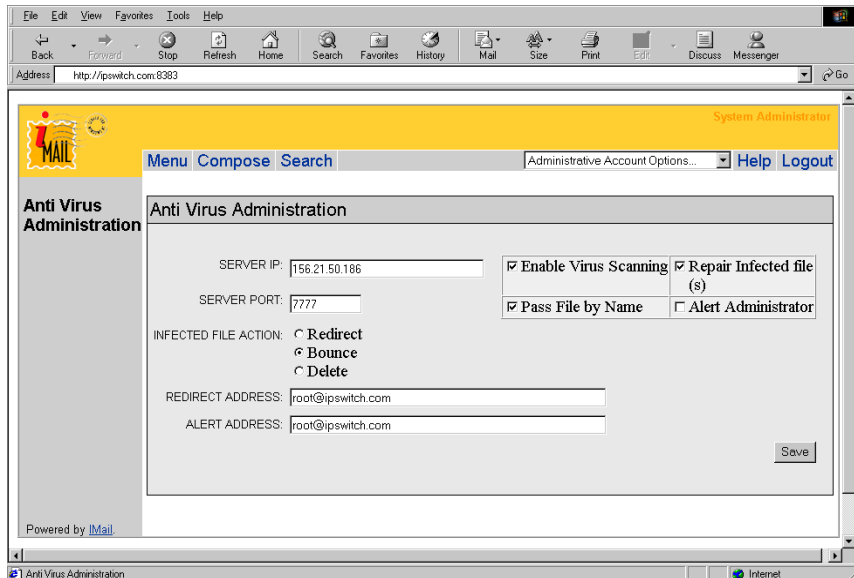 File Edit View Favorites Tools Help
Back Forward Stop Refresh Home Search Favorites History Mail Size Print Edit Discuss Messenger
Address http://ipswitch.com:8383 Go
System Administrator
iMAIL
Menu Compose Search Administrative Account Options... Help Logout
Anti Virus
Administration
Anti Virus Administration
SERVER IP: 156.21.50.186
SERVER PORT: 7777
Enable Virus Scanning Repair Infected file
(s)
Pass File by Name Alert Administrator
INFECTED FILE ACTION: Redirect
Bounce
Delete
REDIRECT ADDRESS: root@ipswitch.com
ALERT ADDRESS: root@ipswitch.com
Save
Powered by IMail.
Anti Virus Administration Internet